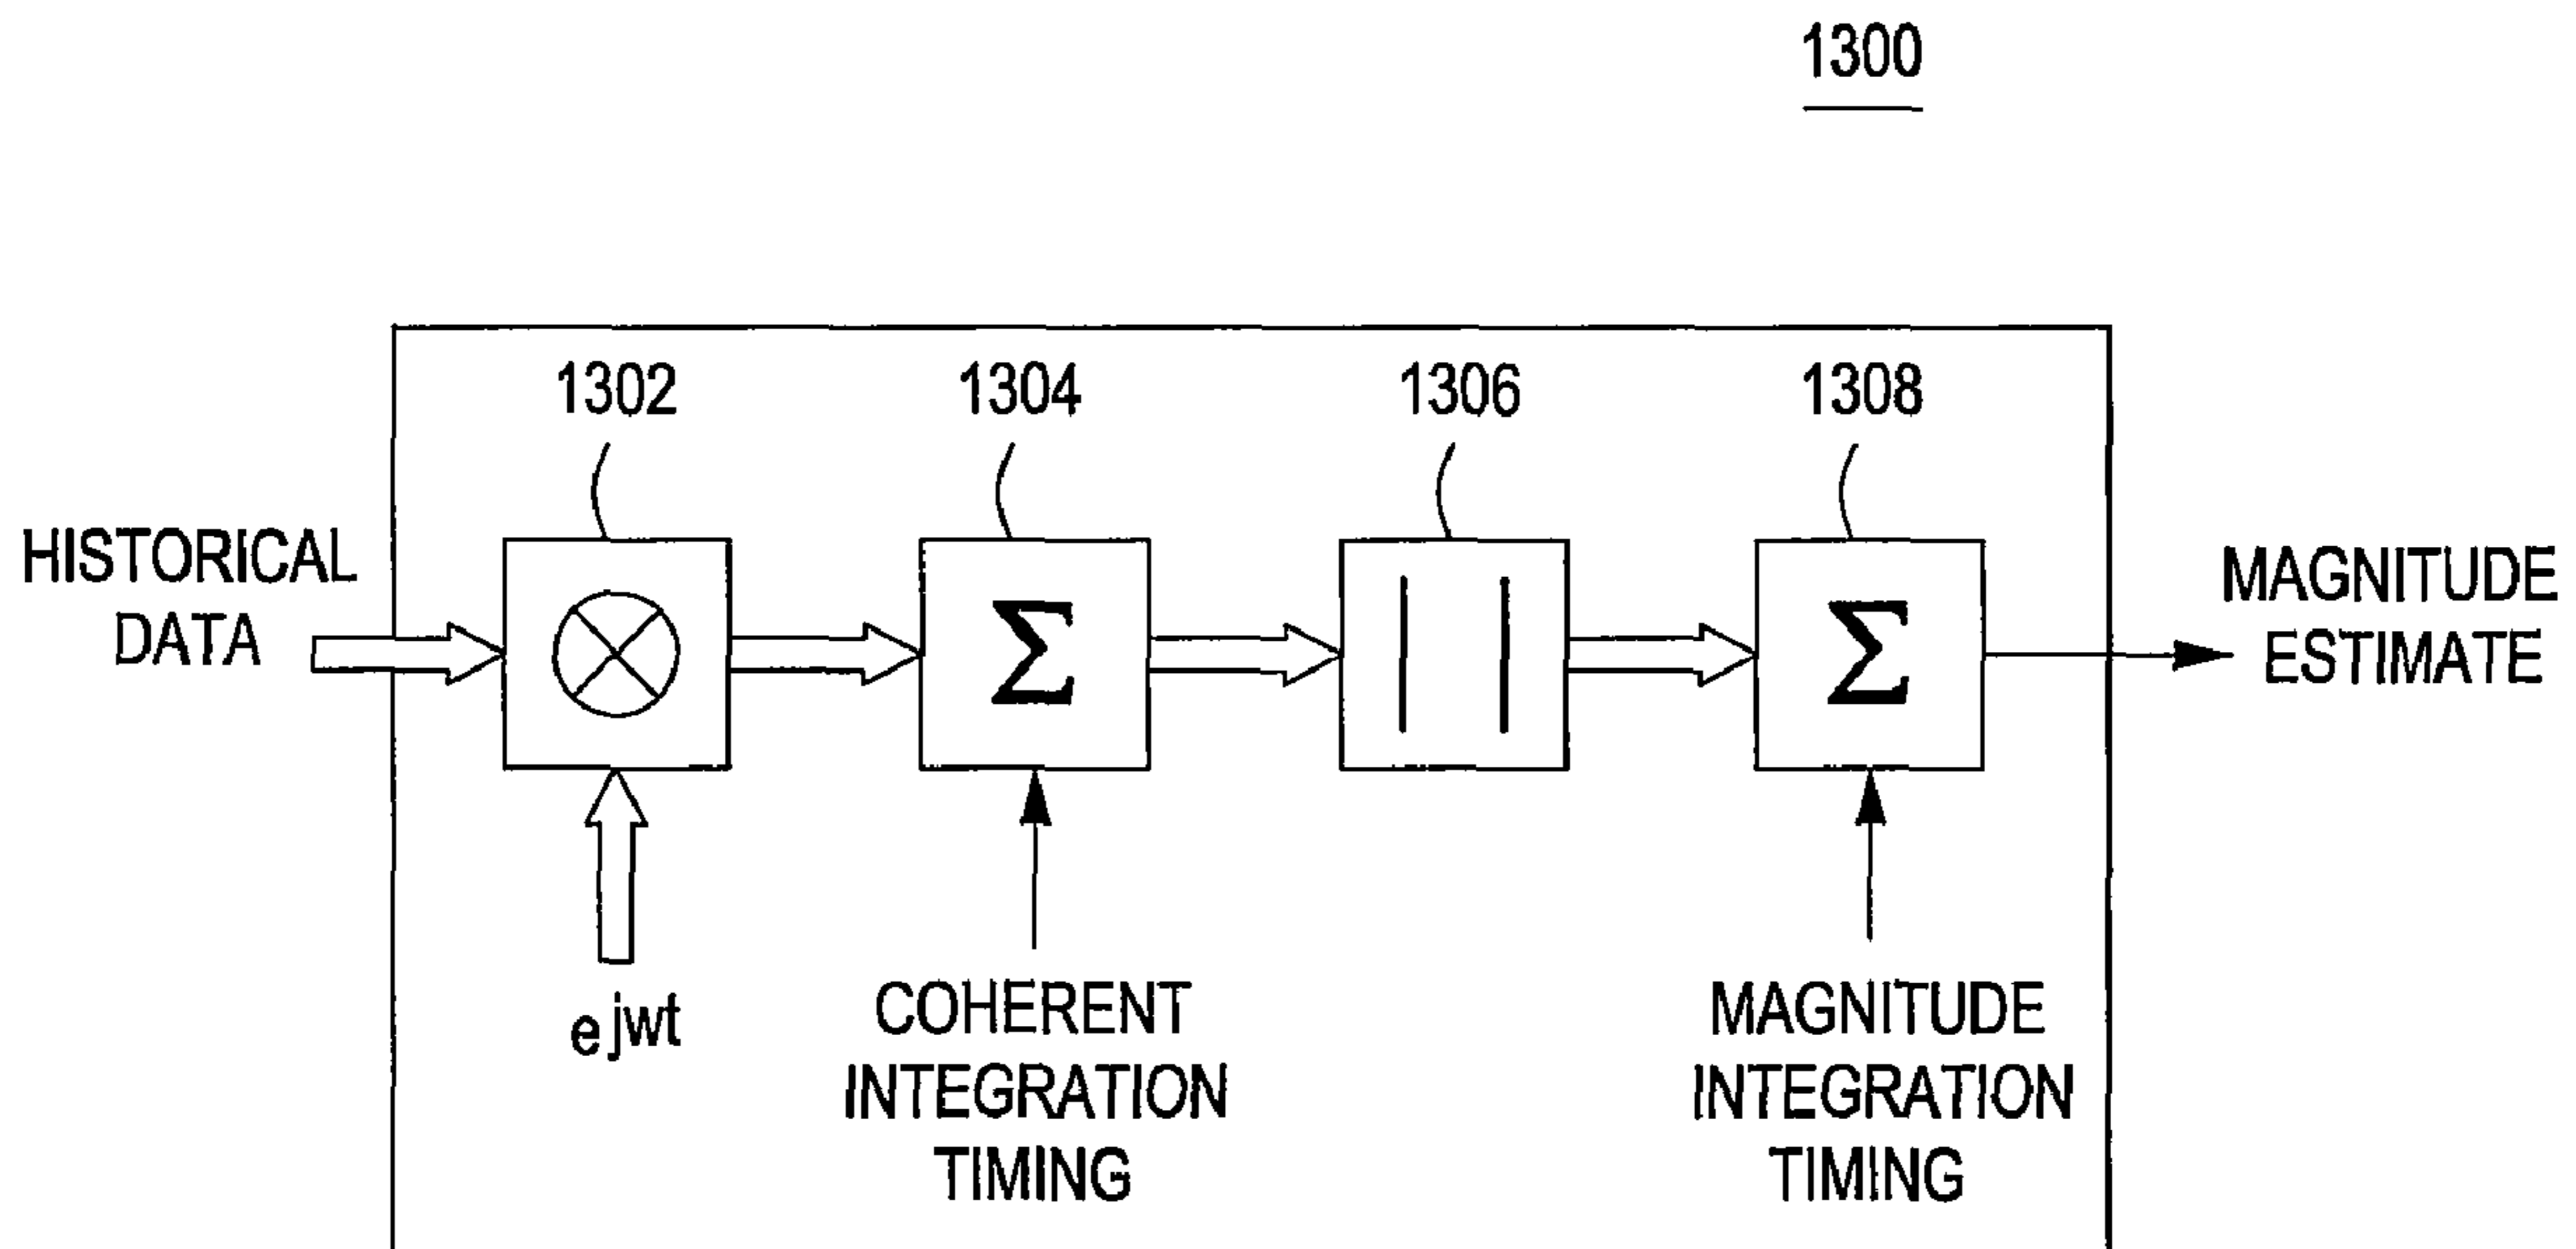 1300
1302
1304
1306
1308
HISTORICAL
DATA
Σ
Σ
MAGNITUDE
ESTIMATE
e jwt
COHERENT
INTEGRATION
TIMING
MAGNITUDE
INTEGRATION
TIMING